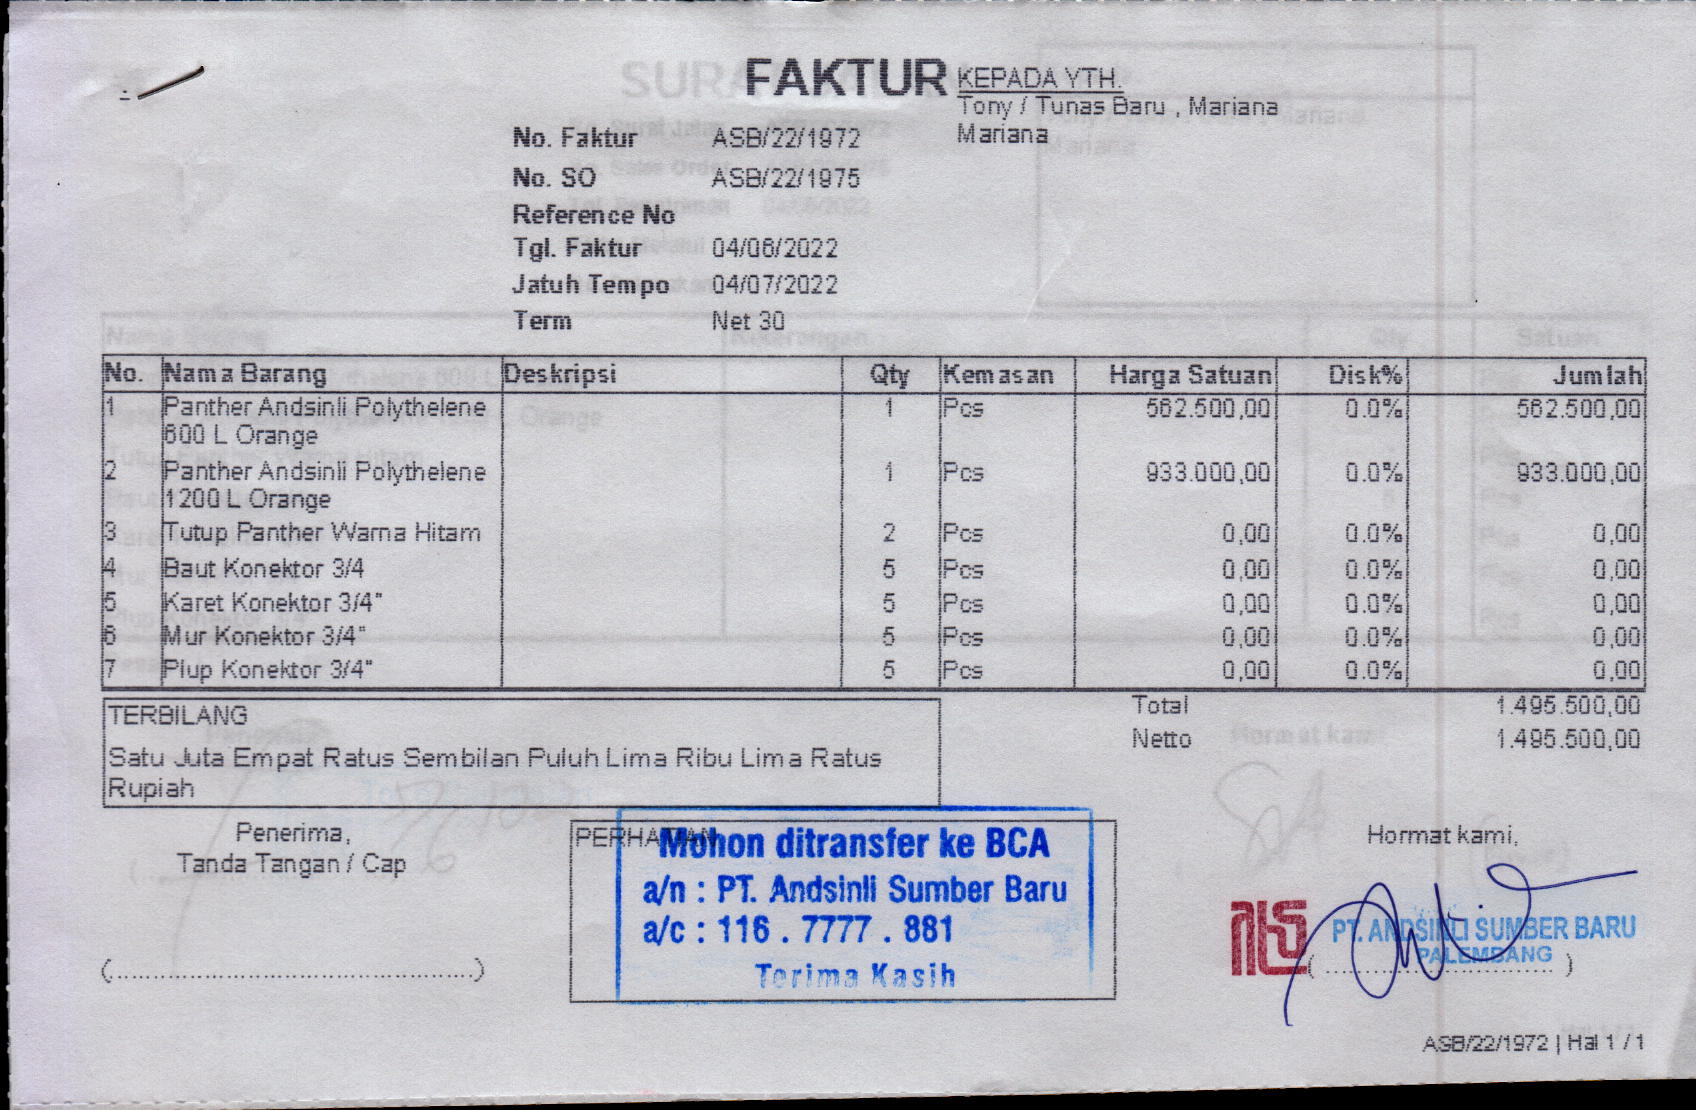 FAKTUR
KEPADA YTH.
Tony / Tunas Baru , Mariana
Mariana
No. Faktur ASB/22/1972
No. SO ASB/22/1975
Reference No
Tgl. Faktur 04/06/2022
Jatuh Tempo 04/07/2022
Term Net 30
No. Nama Barang Deskripsi Qty Kemasan Harga Satuan Disk% Jumlah
1 Panther Andsinli Polythelene 1 Pcs 562.500,00 0.0% 562.500,00
600 L Orange
2 Panther Andsinli Polythelene 1 Pcs 933.000,00 0.0% 933.000,00
1200 L Orange
3 Tutup Panther Warna Hitam 2 Pcs 0,00 0.0% 0,00
4 Baut Konektor 3/4 5 Pcs 0,00 0.0% 0,00
5 Karet Konektor 3/4" 5 Pcs 0,00 0.0% 0,00
6 Mur Konektor 3/4" 5 Pcs 0,00 0.0% 0,00
7 Plup Konektor 3/4" 5 Pcs 0,00 0.0% 0,00
Total 1.495.500,00
Netto 1.495.500,00
TERBILANG
Satu Juta Empat Ratus Sembilan Puluh Lima Ribu Lima Ratus
Rupiah
Penerima,
Tanda Tangan / Cap
(.....................................................)
PERHATIAN
Mohon ditransfer ke BCA
a/n : PT. Andsinli Sumber Baru
a/c : 116 . 7777 . 881
Terima Kasih
Hormat kami,
PT. ANDSINLI SUMBER BARU
PALEMBANG
(....................................)
ASB/22/1972 | Hal 1 / 1